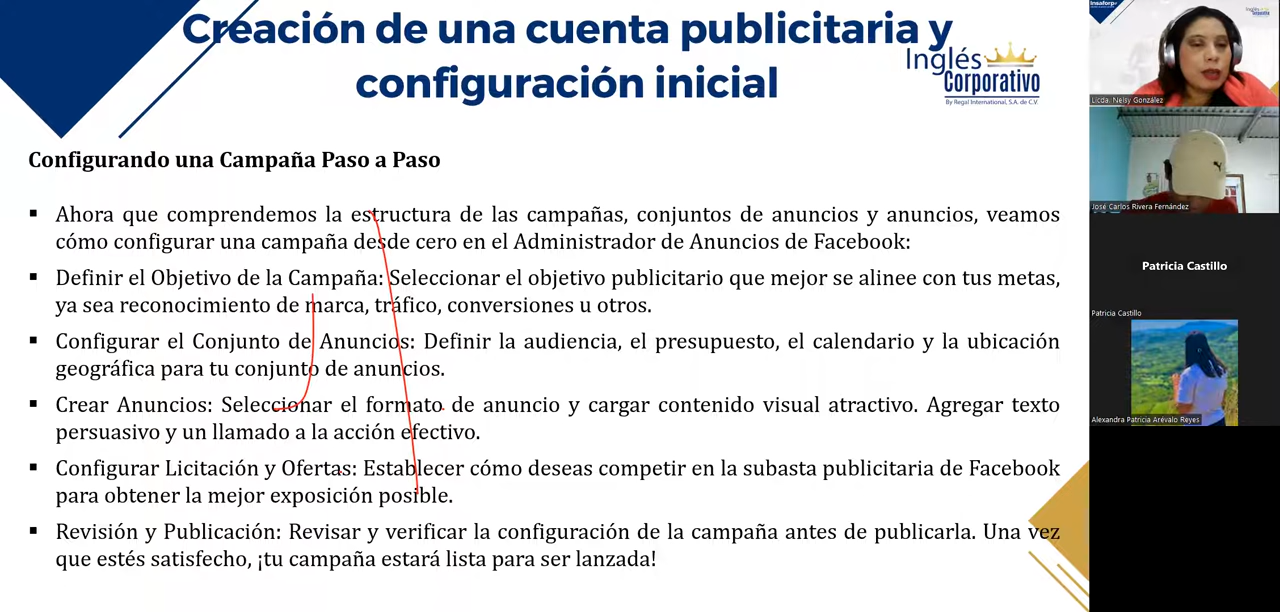 Creación de una cuenta publicitaria y
configuración inicial
Inglés
Corporativo
By Regal International, S.A. de C.V.
Configurando una Campaña Paso a Paso
▪ Ahora que comprendemos la estructura de las campañas, conjuntos de anuncios y anuncios, veamos
cómo configurar una campaña desde cero en el Administrador de Anuncios de Facebook:
▪ Definir el Objetivo de la Campaña: Seleccionar el objetivo publicitario que mejor se alinee con tus metas,
ya sea reconocimiento de marca, tráfico, conversiones u otros.
▪ Configurar el Conjunto de Anuncios: Definir la audiencia, el presupuesto, el calendario y la ubicación
geográfica para tu conjunto de anuncios.
▪ Crear Anuncios: Seleccionar el formato de anuncio y cargar contenido visual atractivo. Agregar texto
persuasivo y un llamado a la acción efectivo.
▪ Configurar Licitación y Ofertas: Establecer cómo deseas competir en la subasta publicitaria de Facebook
para obtener la mejor exposición posible.
▪ Revisión y Publicación: Revisar y verificar la configuración de la campaña antes de publicarla. Una vez
que estés satisfecho, ¡tu campaña estará lista para ser lanzada!
Insaforp
Licda. Nelsy González
José Carlos Rivera Fernández
Patricia Castillo
Patricia Castillo
Alexandra Patricia Arévalo Reyes